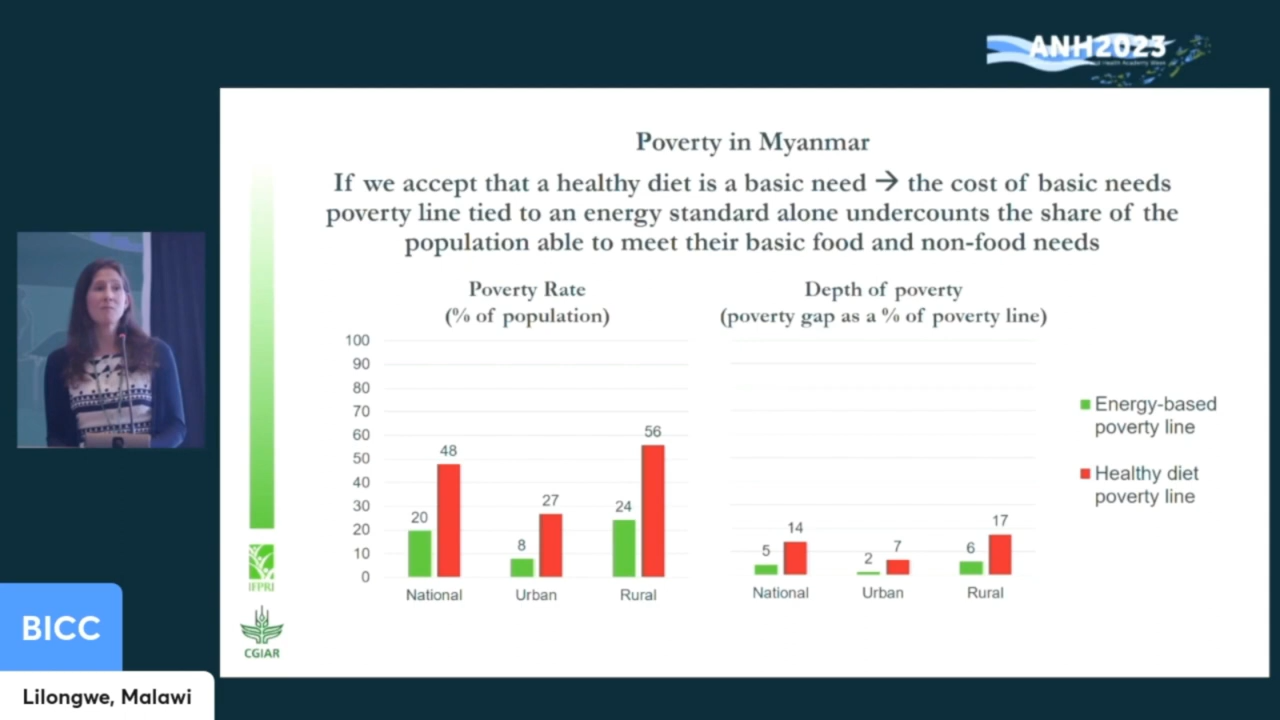 ANH2023
Poverty in Myanmar
If we accept that a healthy diet is a basic need → the cost of basic needs
poverty line tied to an energy standard alone undercounts the share of the
population able to meet their basic food and non-food needs
Poverty Rate
(% of population)
100
90
80
70
60
50
40
30
20
10
0
20
48
8
27
24
56
National
Urban
Rural
Depth of poverty
(poverty gap as a % of poverty line)
5
14
2
7
6
17
National
Urban
Rural
Energy-based
poverty line
Healthy diet
poverty line
IFPRI
CGIAR
BICC
Lilongwe, Malawi